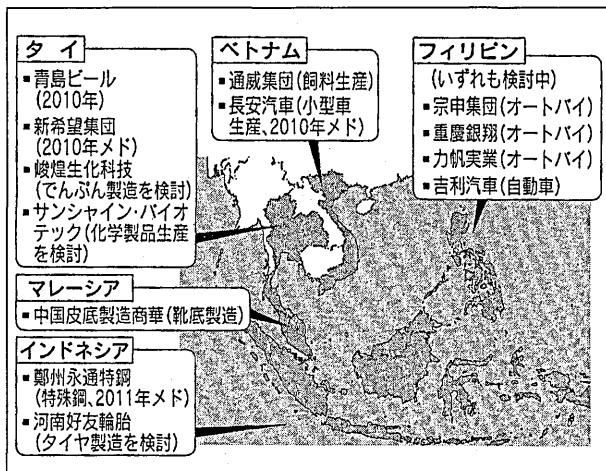 タイ
▪青島ビール
(2010年)
▪新希望集団
(2010年メド)
▪峻煌生化科技
(でんぷん製造を検討)
▪サンシャイン・バイオ
テック(化学製品生産
を検討)
ベトナム
▪通威集団(飼料生産)
▪長安汽車(小型車
生産、2010年メド)
フィリピン
(いずれも検討中)
▪宗申集団(オートバイ)
▪重慶銀翔(オートバイ)
▪力帆実業(オートバイ)
▪吉利汽車(自動車)
マレーシア
▪中国皮底製造商華(靴底製造)
インドネシア
▪鄭州永通特鋼
(特殊鋼、2011年メド)
▪河南好友輪胎
(タイヤ製造を検討)